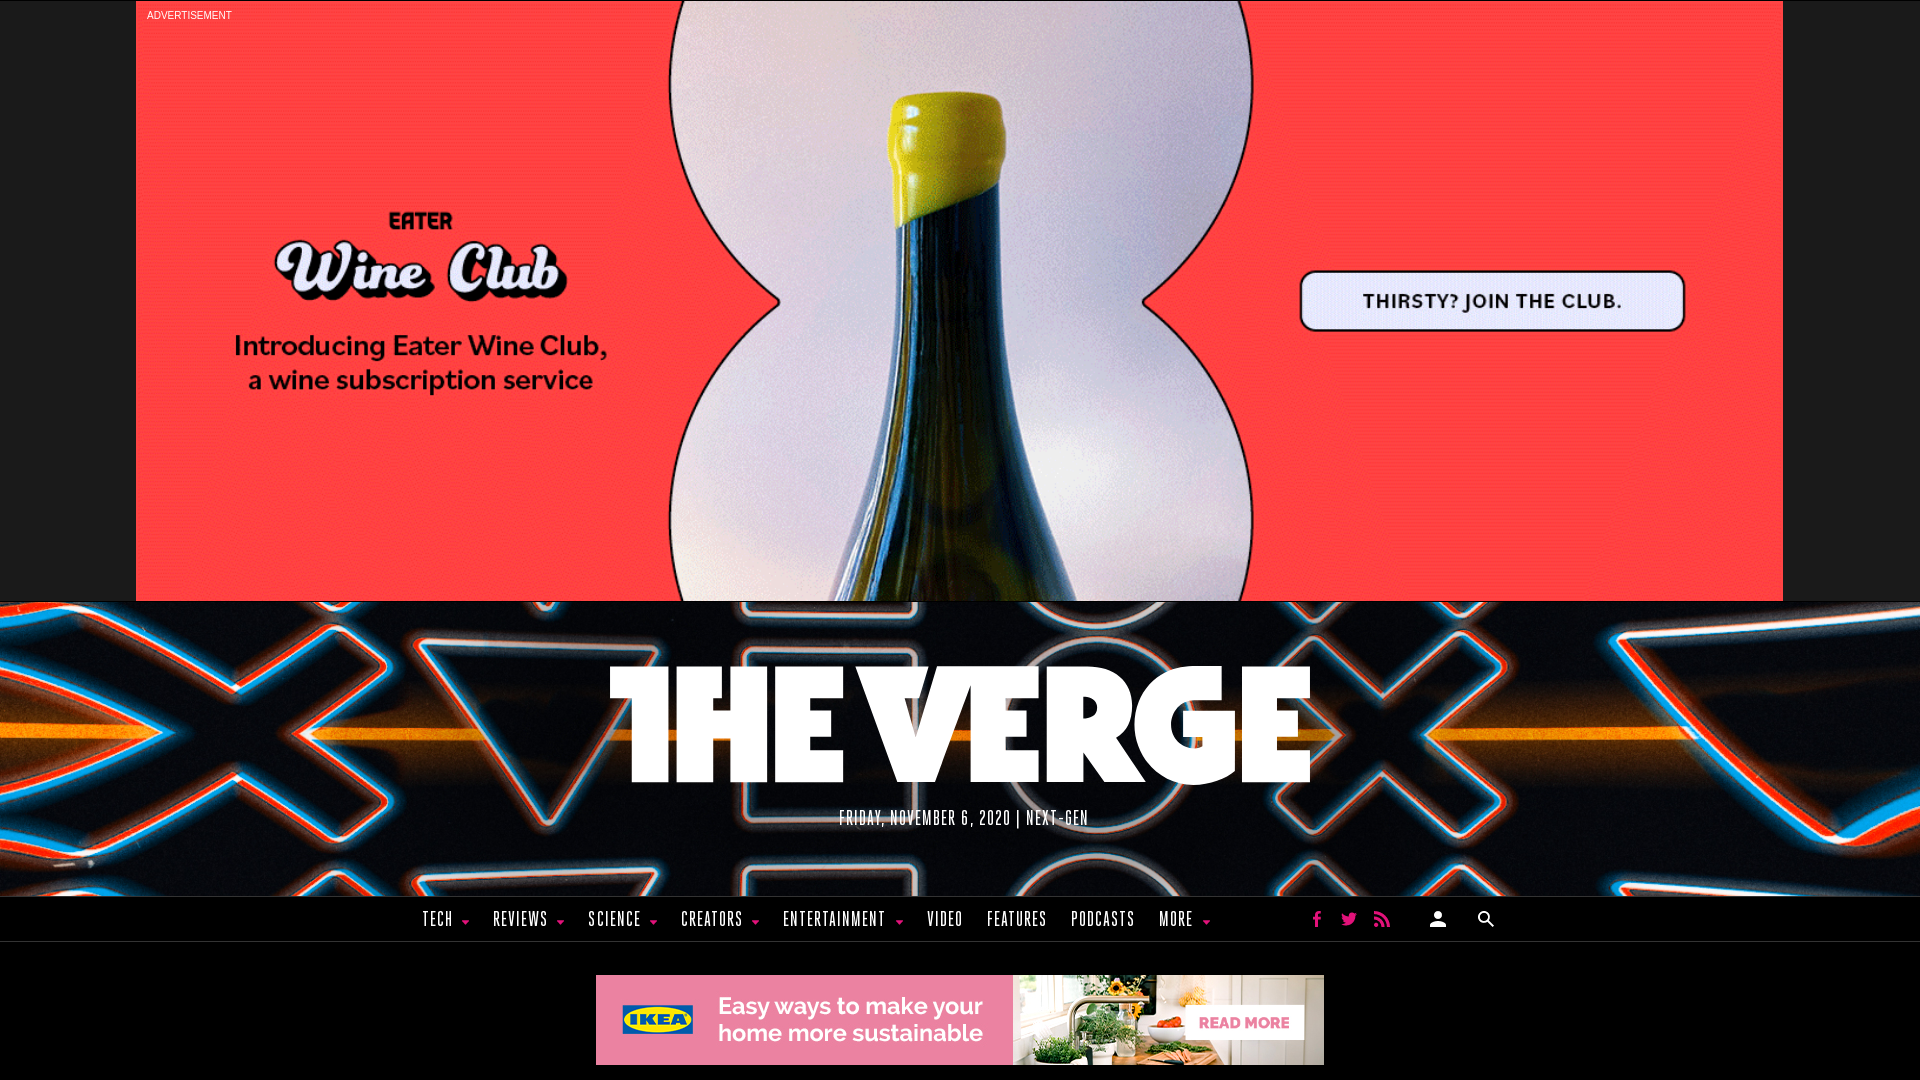 ADVERTISEMENT
EATER
Wine Club
Introducing Eater Wine Club,
a wine subscription service
THIRSTY? JOIN THE CLUB.
THE VERGE
FRIDAY, NOVEMBER 6, 2020 | NEXT-GEN
TECH REVIEWS SCIENCE CREATORS ENTERTAINMENT VIDEO FEATURES PODCASTS MORE
IKEA
Easy ways to make your
home more sustainable
READ MORE